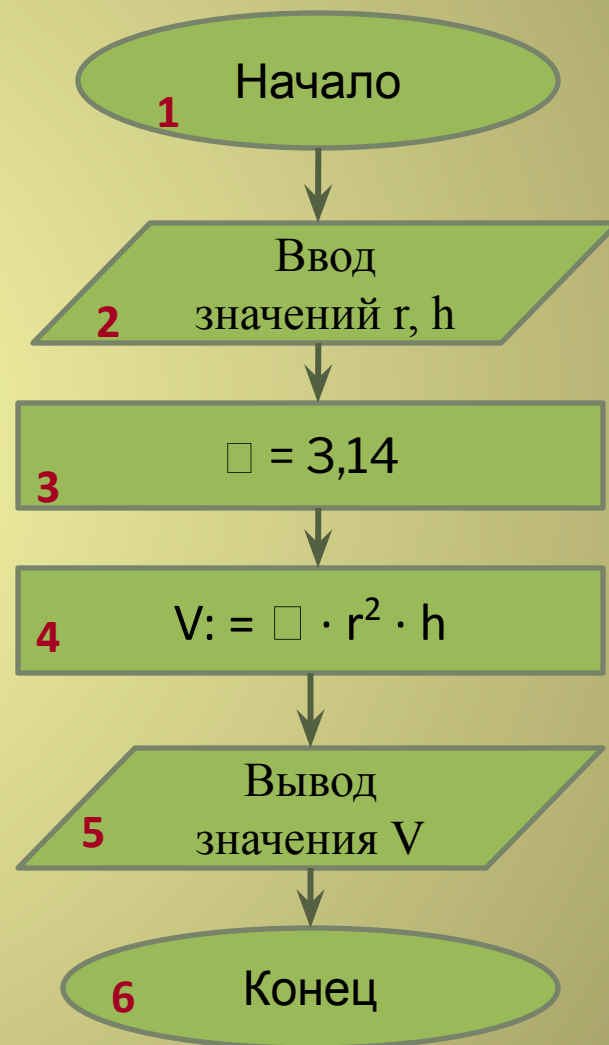 Начало
1
Ввод
значений r, h
2
□ = 3,14
3
V: = □ · r² · h
4
Вывод
значения V
5
Конец
6